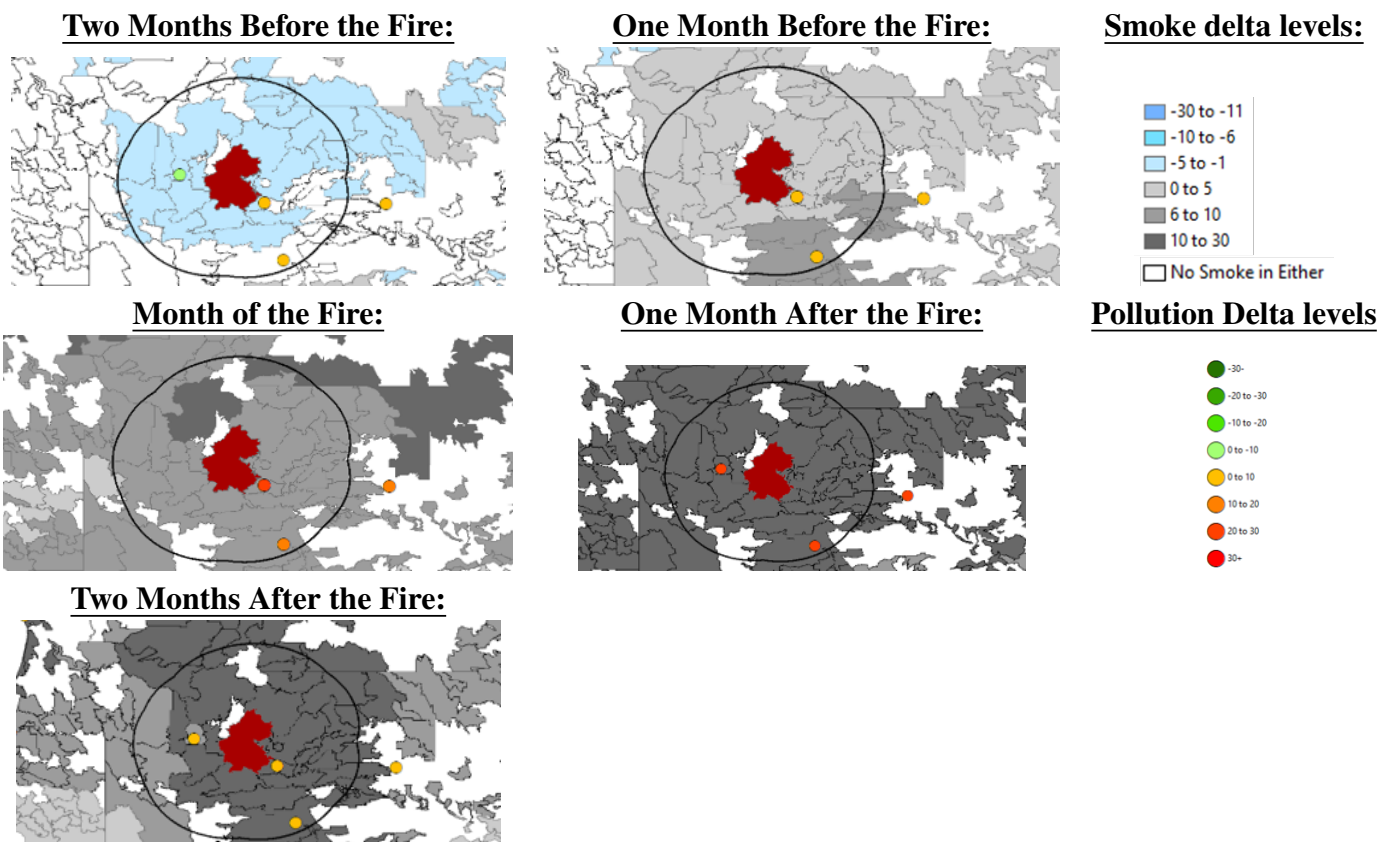 Two Months Before the Fire:
One Month Before the Fire:
Smoke delta levels:
-30 to -11
-10 to -6
-5 to -1
0 to 5
6 to 10
10 to 30
No Smoke in Either
Month of the Fire:
One Month After the Fire:
Pollution Delta levels
-30-
-20 to -30
-10 to -20
0 to -10
0 to 10
10 to 20
20 to 30
30+
Two Months After the Fire: